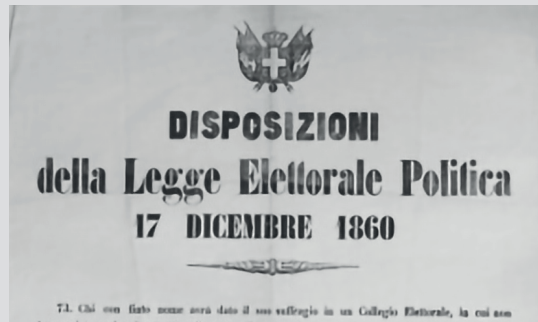 DISPOSIZIONI
della Legge Elettorale Politica
17 DICEMBRE 1860
73. Chi con finto nome avrà dato il suo suffragio in un Collegio Elettorale, in cui non